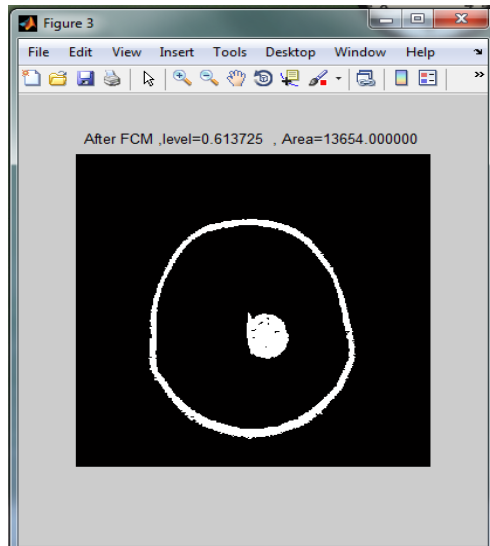 Figure 3
File Edit View Insert Tools Desktop Window Help
After FCM ,level=0.613725 , Area=13654.000000